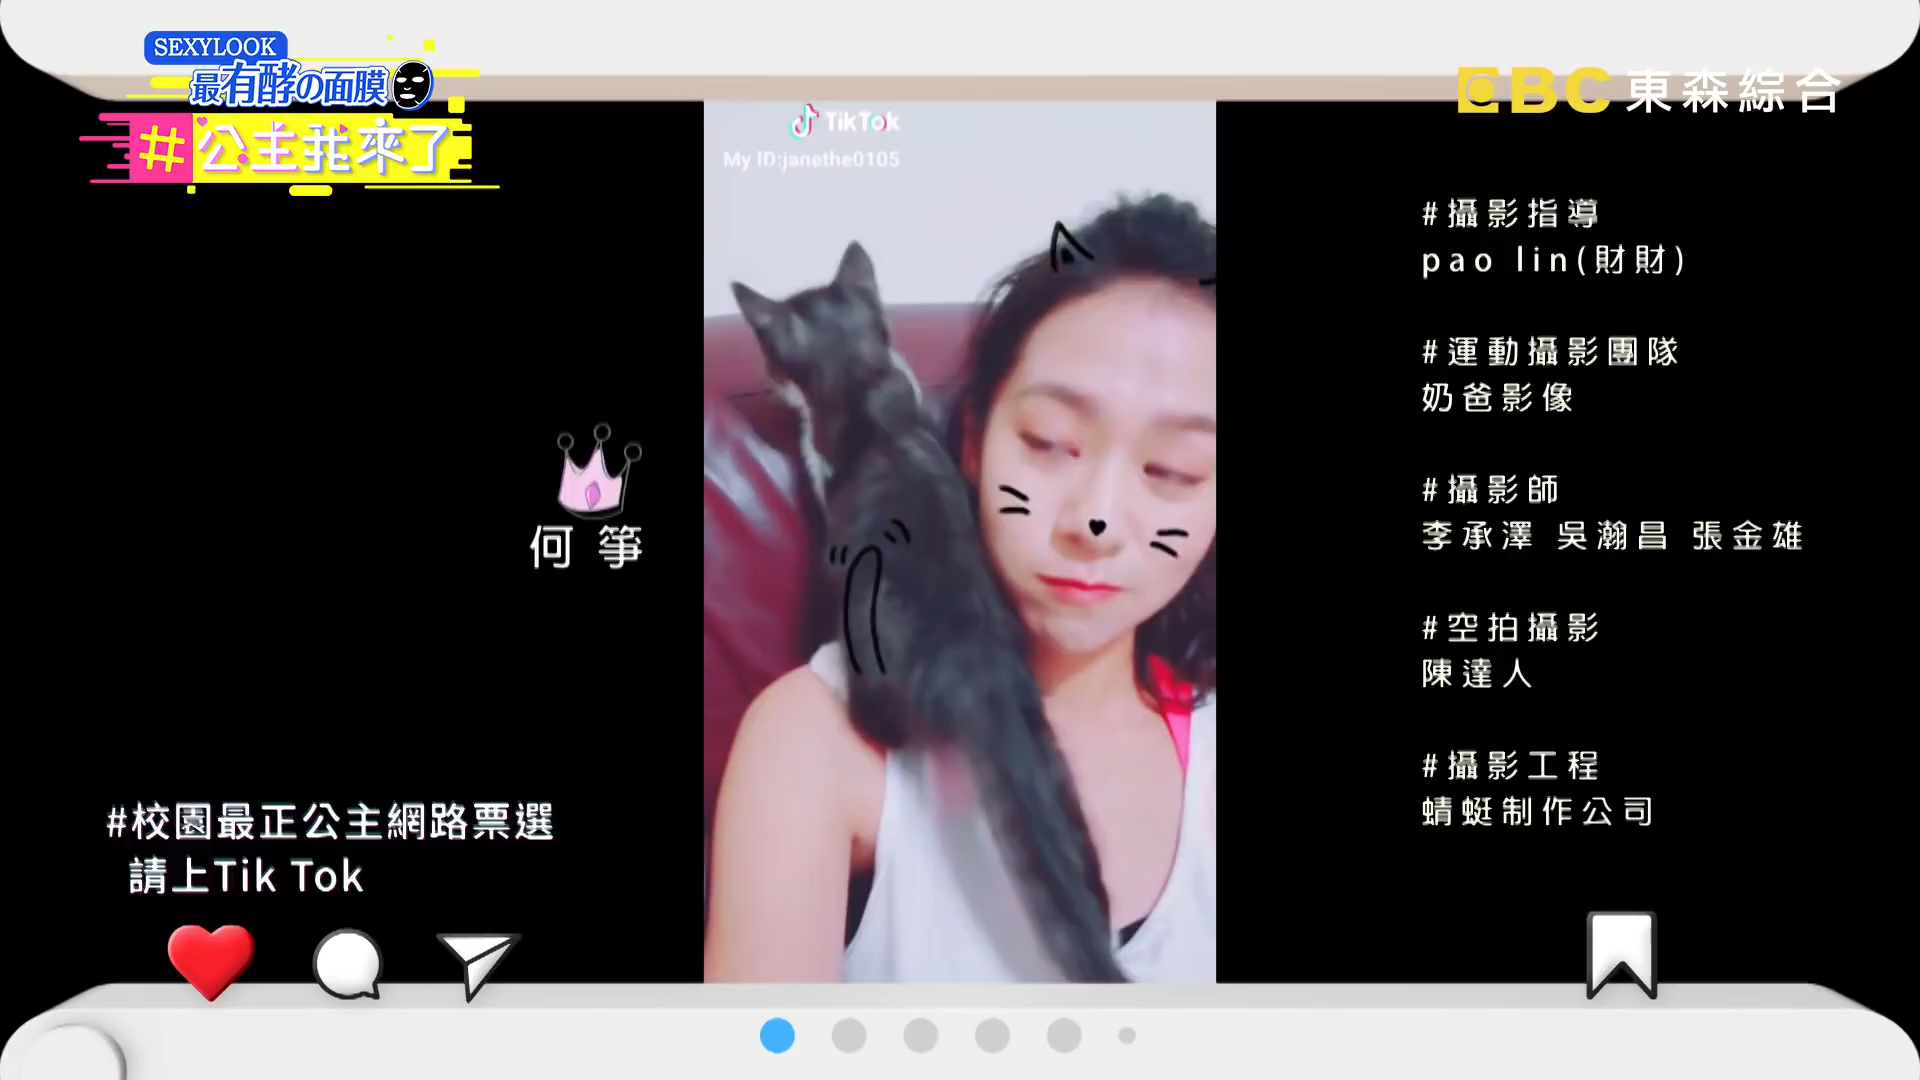 SEXYLOOK
最有酵の面膜
#公主我來了
EBC 東森綜合
TikTok
My ID:janethe0105
何 箏
#校園最正公主網路票選
請上Tik Tok
#攝影指導
pao lin(財財)
#運動攝影團隊
奶爸影像
#攝影師
李承澤 吳瀚昌 張金雄
#空拍攝影
陳達人
#攝影工程
蜻蜓制作公司